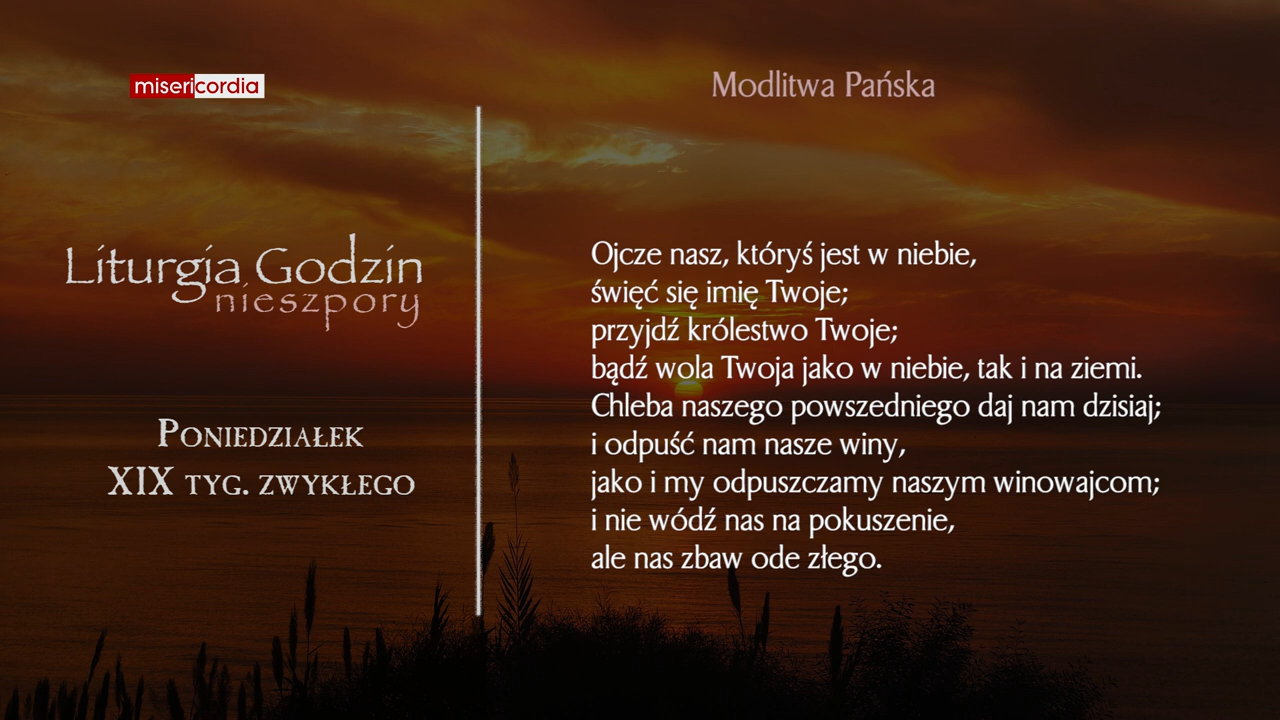 misericordia
Liturgia Godzin
nieszpory
Poniedziałek
XIX tyg. zwykłego
Modlitwa Pańska
Ojcze nasz, któryś jest w niebie,
święć się imię Twoje;
przyjdź królestwo Twoje;
bądź wola Twoja jako w niebie, tak i na ziemi.
Chleba naszego powszedniego daj nam dzisiaj;
i odpuść nam nasze winy,
jako i my odpuszczamy naszym winowajcom;
i nie wódź nas na pokuszenie,
ale nas zbaw ode złego.